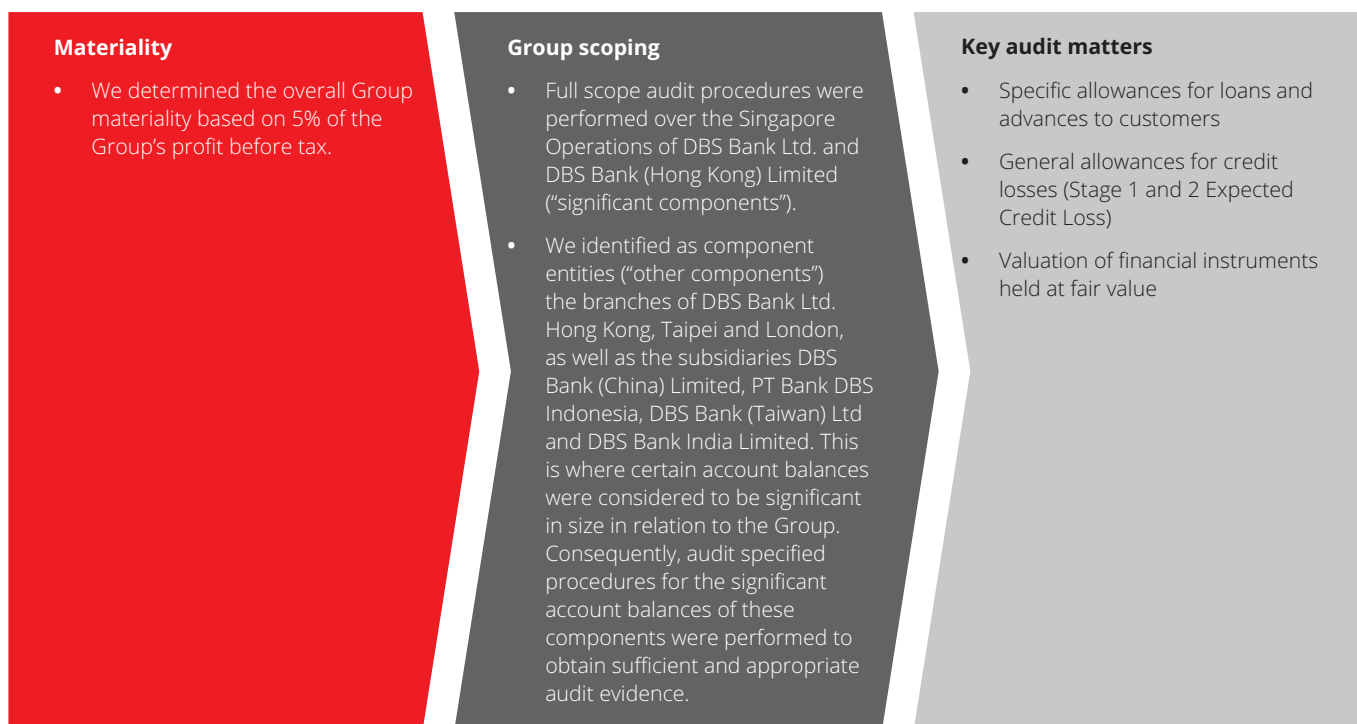 Materiality
• We determined the overall Group
materiality based on 5% of the
Group’s profit before tax.
Group scoping
• Full scope audit procedures were
performed over the Singapore
Operations of DBS Bank Ltd. and
DBS Bank (Hong Kong) Limited
(“significant components”).
• We identified as component
entities (“other components”)
the branches of DBS Bank Ltd.
Hong Kong, Taipei and London,
as well as the subsidiaries DBS
Bank (China) Limited, PT Bank DBS
Indonesia, DBS Bank (Taiwan) Ltd
and DBS Bank India Limited. This
is where certain account balances
were considered to be significant
in size in relation to the Group.
Consequently, audit specified
procedures for the significant
account balances of these
components were performed to
obtain sufficient and appropriate
audit evidence.
Key audit matters
• Specific allowances for loans and
advances to customers
• General allowances for credit
losses (Stage 1 and 2 Expected
Credit Loss)
• Valuation of financial instruments
held at fair value